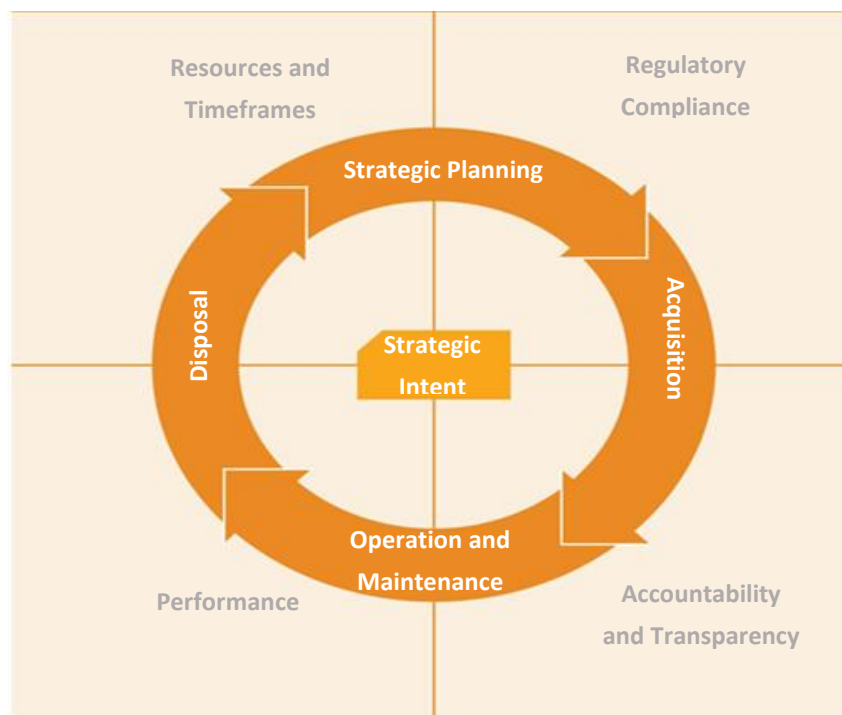 Resources and
Timeframes
Regulatory
Compliance
Strategic Planning
Acquisition
Disposal
Strategic
Intent
Operation and
Maintenance
Performance
Accountability
and Transparency